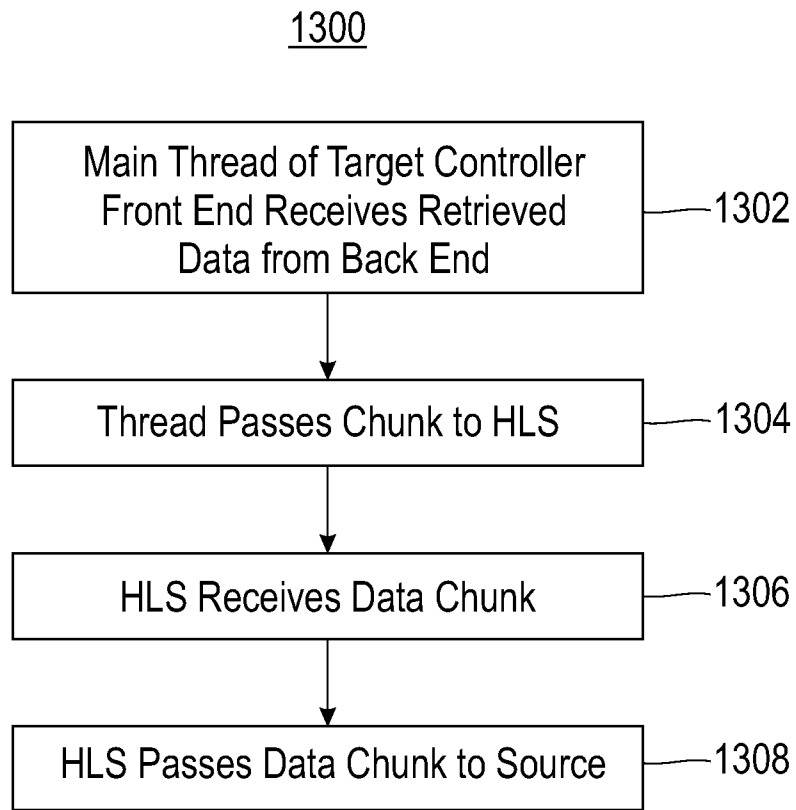 1300
Main Thread of Target Controller
Front End Receives Retrieved
Data from Back End
1302
Thread Passes Chunk to HLS
1304
HLS Receives Data Chunk
1306
HLS Passes Data Chunk to Source
1308